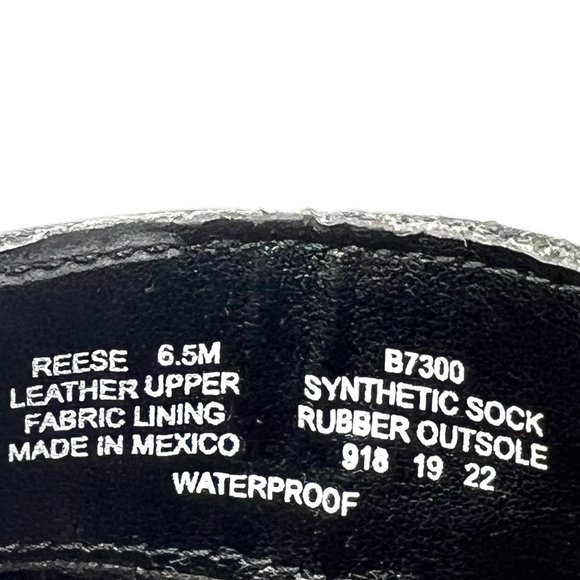 REESE 6.5M
LEATHER UPPER
FABRIC LINING
MADE IN MEXICO
B7300
SYNTHETIC SOCK
RUBBER OUTSOLE
918 19 22
WATERPROOF